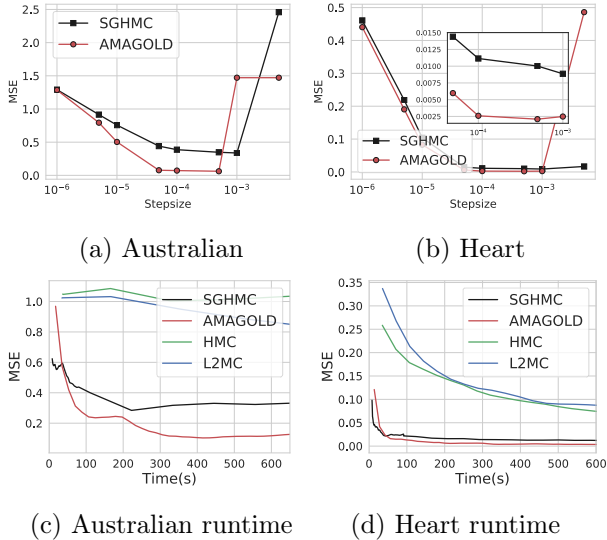 2.5
2.0
1.5
1.0
0.5
0.0
MSE
SGHMC
AMAGOLD
10⁻⁶ 10⁻⁵ 10⁻⁴ 10⁻³
Stepsize
(a) Australian
0.5
0.4
0.3
0.2
0.1
0.0
MSE
0.0150
0.0125
0.0100
0.0075
0.0050
0.0025
10⁻⁴ 10⁻³
SGHMC
AMAGOLD
10⁻⁶ 10⁻⁵ 10⁻⁴ 10⁻³
Stepsize
(b) Heart
1.0
0.8
0.6
0.4
0.2
MSE
SGHMC
AMAGOLD
HMC
L2MC
0 100 200 300 400 500 600
Time(s)
(c) Australian runtime
0.35
0.30
0.25
0.20
0.15
0.10
0.05
0.00
MSE
SGHMC
AMAGOLD
HMC
L2MC
0 100 200 300 400 500 600
Time(s)
(d) Heart runtime